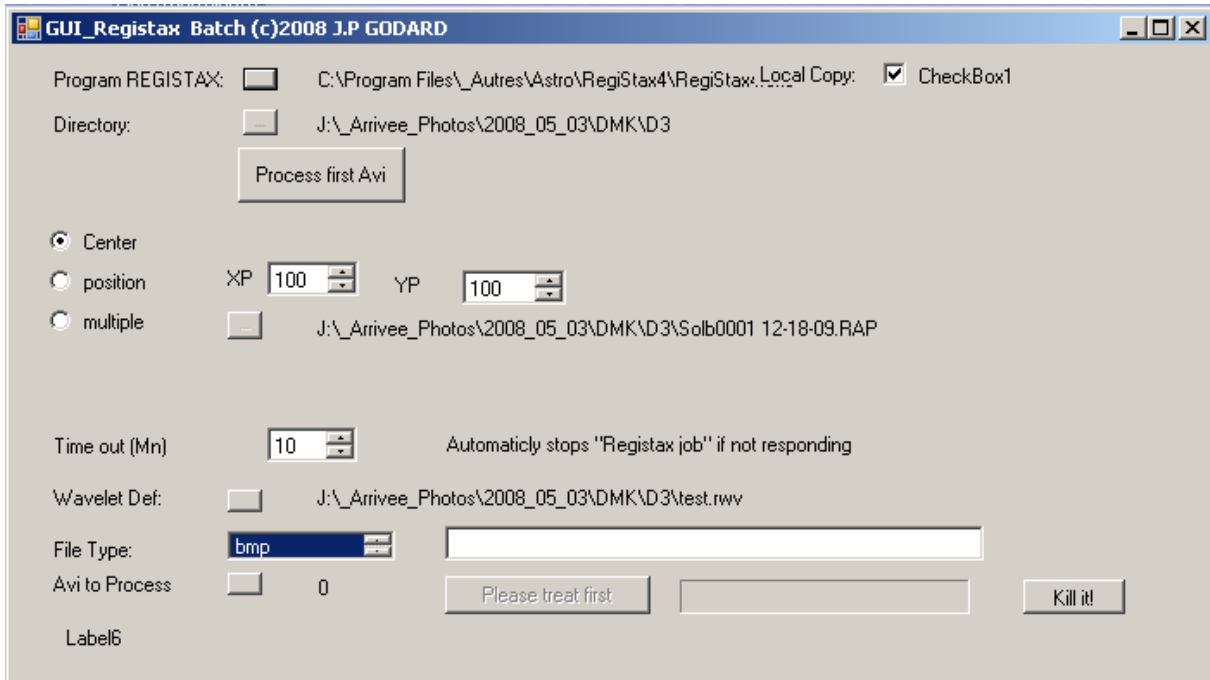 GUI_Registax Batch (c)2008 J.P GODARD
Program REGISTAX: C:\Program Files\_Autres\Astro\RegiStax4\RegiStax Local Copy: CheckBox1
Directory: ... J:\_Arrivee_Photos\2008_05_03\DMK\D3
Process first Avi
Center
position XP 100 YP 100
multiple ... J:\_Arrivee_Photos\2008_05_03\DMK\D3\Solb0001 12-18-09.RAP
Time out (Mn) 10 Automaticly stops "Registax job" if not responding
Wavelet Def: J:\_Arrivee_Photos\2008_05_03\DMK\D3\test.rwv
File Type: bmp
Avi to Process 0 Please treat first Kill it!
Label6